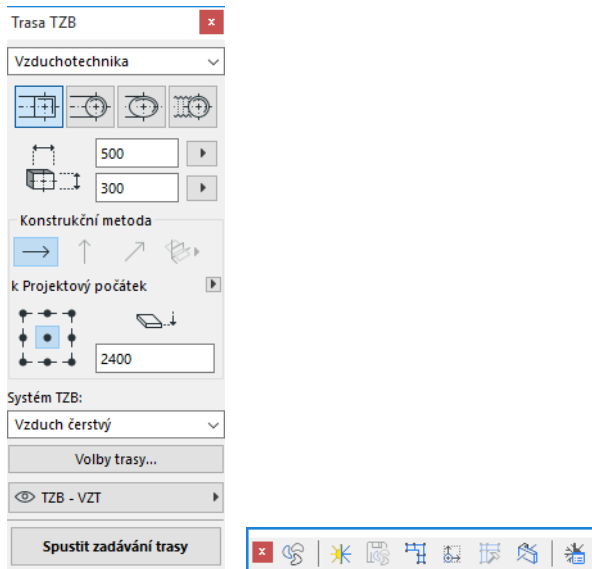 Trasa TZB
Vzduchotechnika
500
300
Konstrukční metoda
k Projektový počátek
2400
Systém TZB:
Vzduch čerstvý
Volby trasy...
TZB - VZT
Spustit zadávání trasy